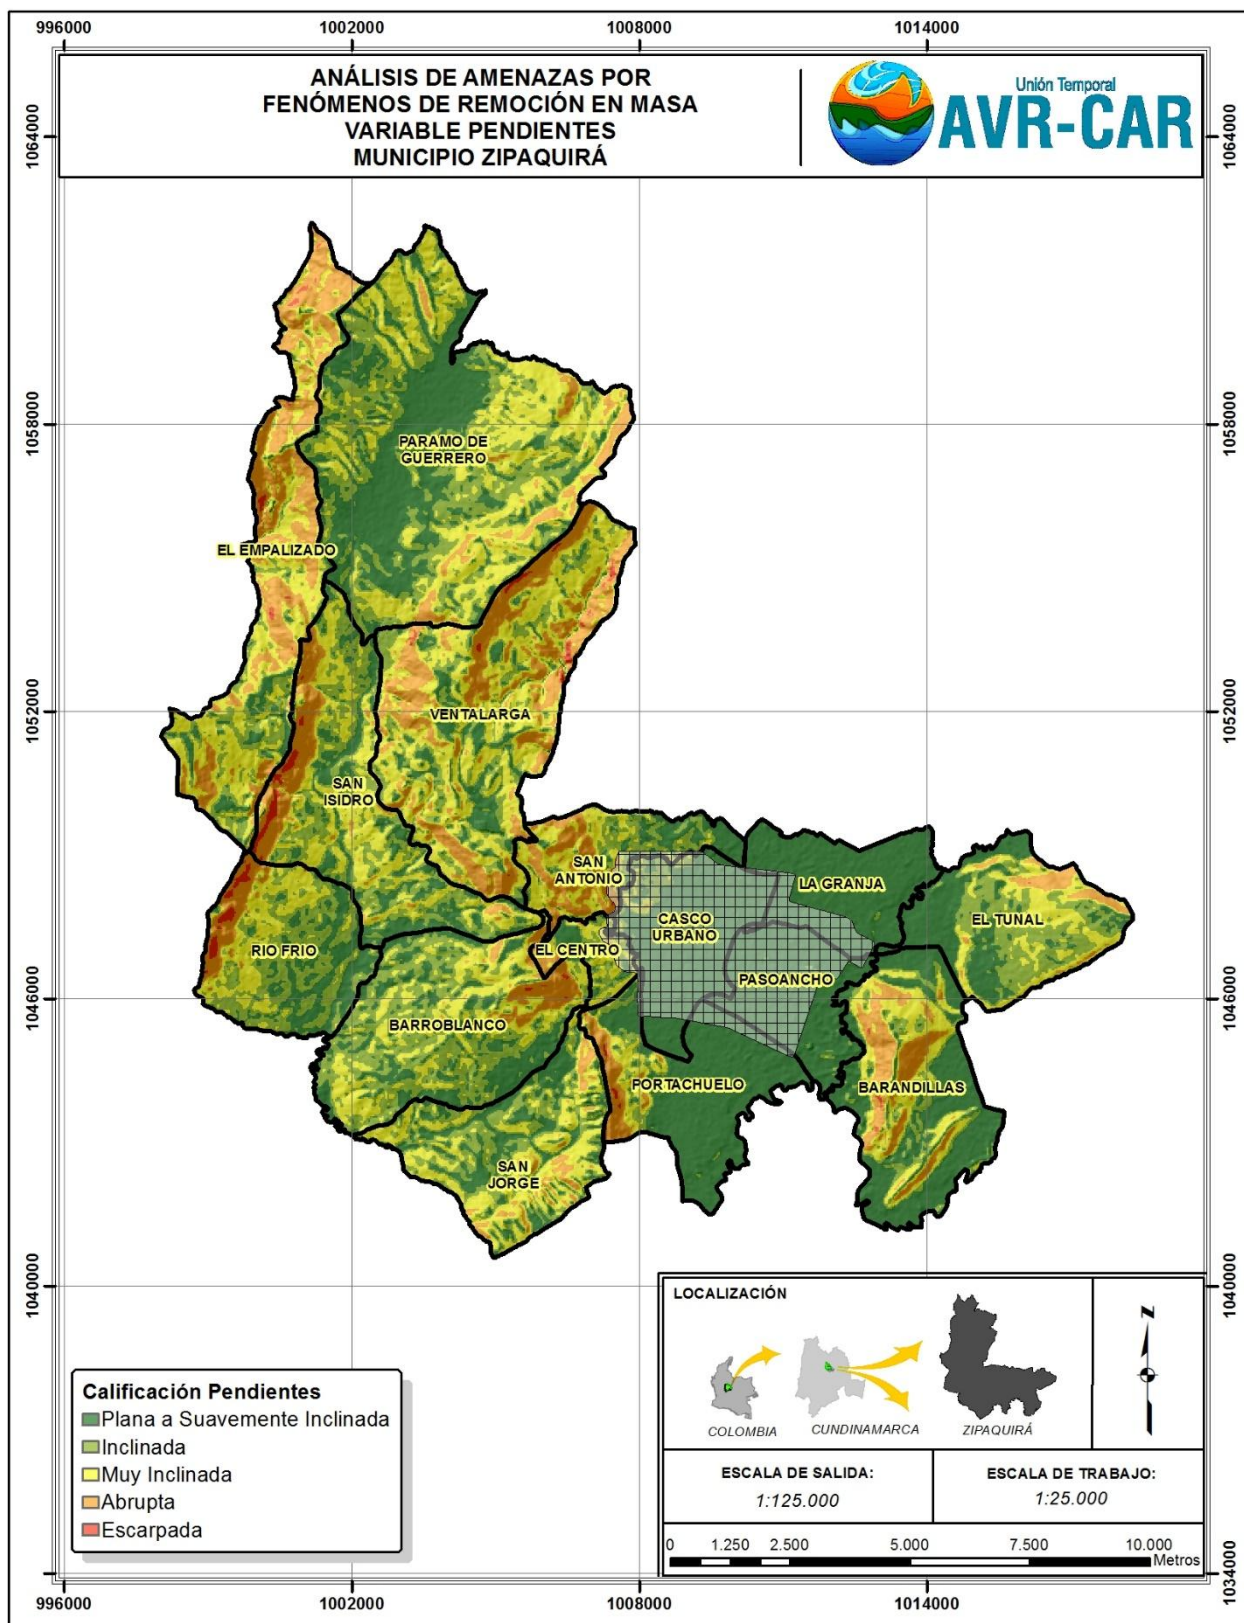 996000
1002000
1008000
1014000
ANÁLISIS DE AMENAZAS POR
FENÓMENOS DE REMOCIÓN EN MASA
VARIABLE PENDIENTES
MUNICIPIO ZIPAQUIRÁ
Unión Temporal
AVR-CAR
1064000
1064000
1058000
1058000
PARAMO DE
GUERRERO
EL EMPALIZADO
1052000
1052000
VENTALARGA
SAN
ISIDRO
SAN
ANTONIO
LA GRANJA
CASCO
URBANO
EL TUNAL
RIO FRIO
EL CENTRO
PASOANCHO
1046000
1046000
BARROBLANCO
PORTACHUELO
BARANDILLAS
SAN
JORGE
1040000
1040000
LOCALIZACIÓN
COLOMBIA
CUNDINAMARCA
ZIPAQUIRÁ
N
ESCALA DE SALIDA:
1:125.000
ESCALA DE TRABAJO:
1:25.000
0 1.250 2.500 5.000 7.500 10.000
Metros
Calificación Pendientes
Plana a Suavemente Inclinada
Inclinada
Muy Inclinada
Abrupta
Escarpada
1034000
996000
1002000
1008000
1014000